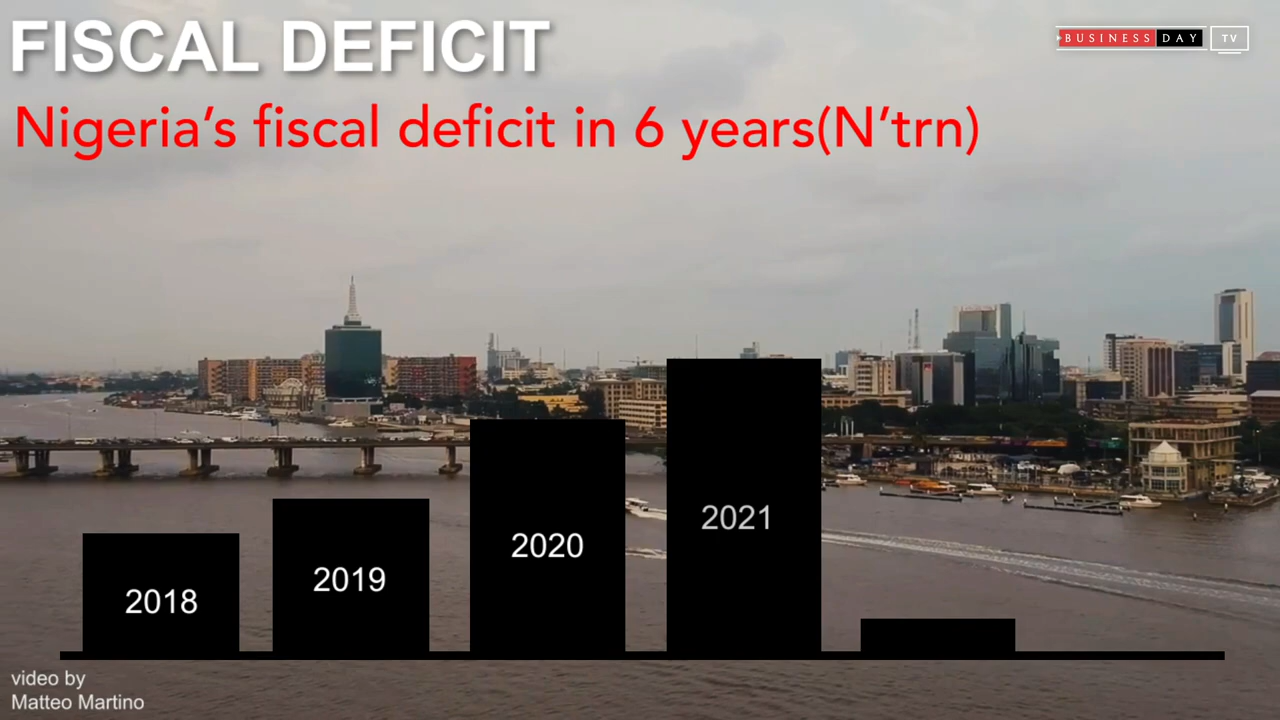 FISCAL DEFICIT
BUSINESS DAY TV
Nigeria’s fiscal deficit in 6 years(N’trn)
2018
2019
2020
2021
video by
Matteo Martino